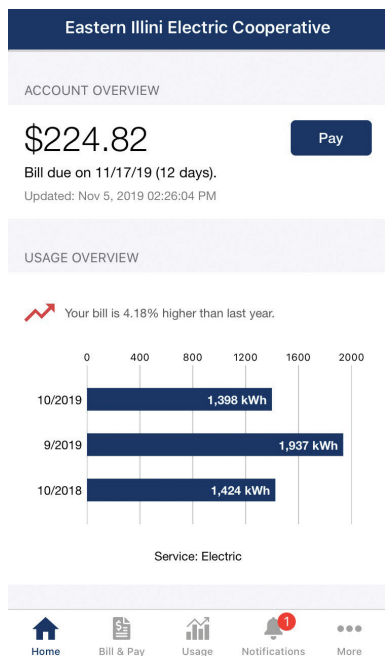 Eastern Illini Electric Cooperative
ACCOUNT OVERVIEW
$224.82
Pay
Bill due on 11/17/19 (12 days).
Updated: Nov 5, 2019 02:26:04 PM
USAGE OVERVIEW
Your bill is 4.18% higher than last year.
0 400 800 1200 1600 2000
10/2019 1,398 kWh
9/2019 1,937 kWh
10/2018 1,424 kWh
Service: Electric
$
1
Home Bill & Pay Usage Notifications More